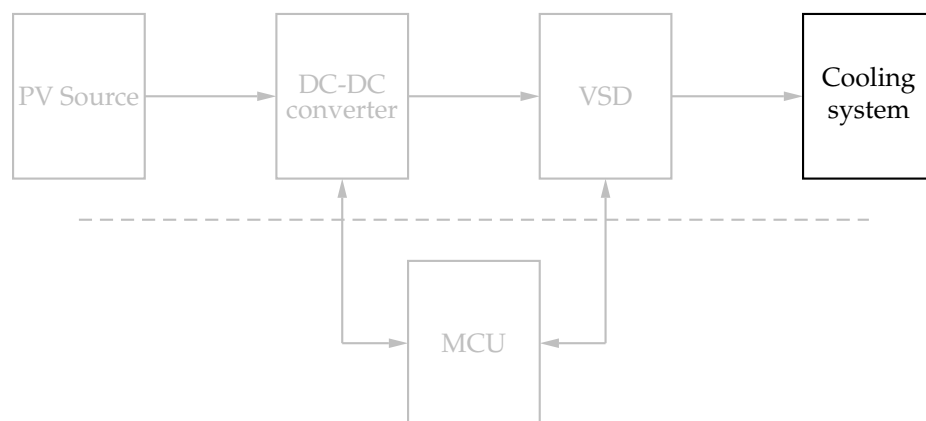 PV Source
DC-DC
converter
VSD
Cooling
system
MCU